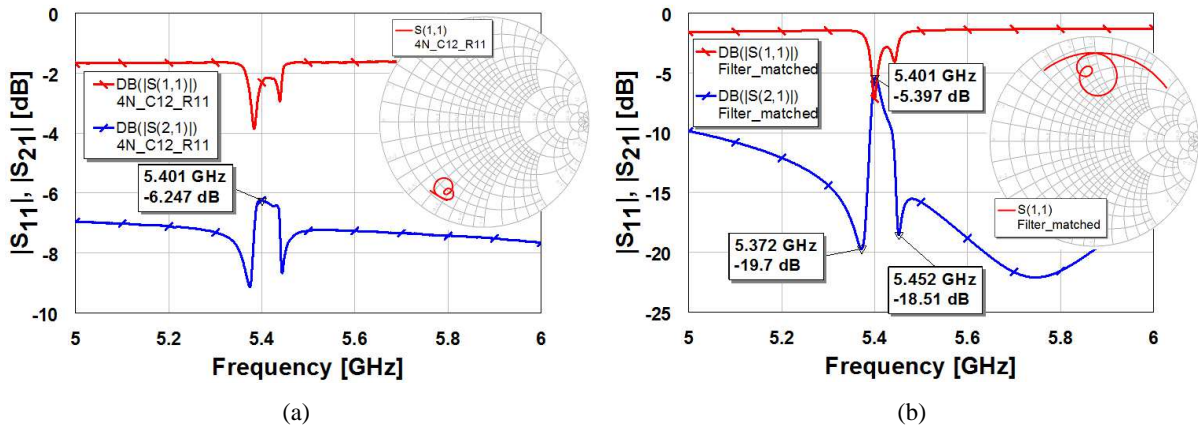 |S11|, |S21| [dB]
0
-2
-4
-6
-8
-10
S(1,1)
4N_C12_R11
DB(|S(1,1)|)
4N_C12_R11
DB(|S(2,1)|)
4N_C12_R11
5.401 GHz
-6.247 dB
5
5.2
5.4
5.6
5.8
6
Frequency [GHz]
(a)
|S11|, |S21| [dB]
0
-5
-10
-15
-20
-25
DB(|S(1,1)|)
Filter_matched
DB(|S(2,1)|)
Filter_matched
5.401 GHz
-5.397 dB
5.372 GHz
-19.7 dB
5.452 GHz
-18.51 dB
S(1,1)
Filter_matched
5
5.2
5.4
5.6
5.8
6
Frequency [GHz]
(b)